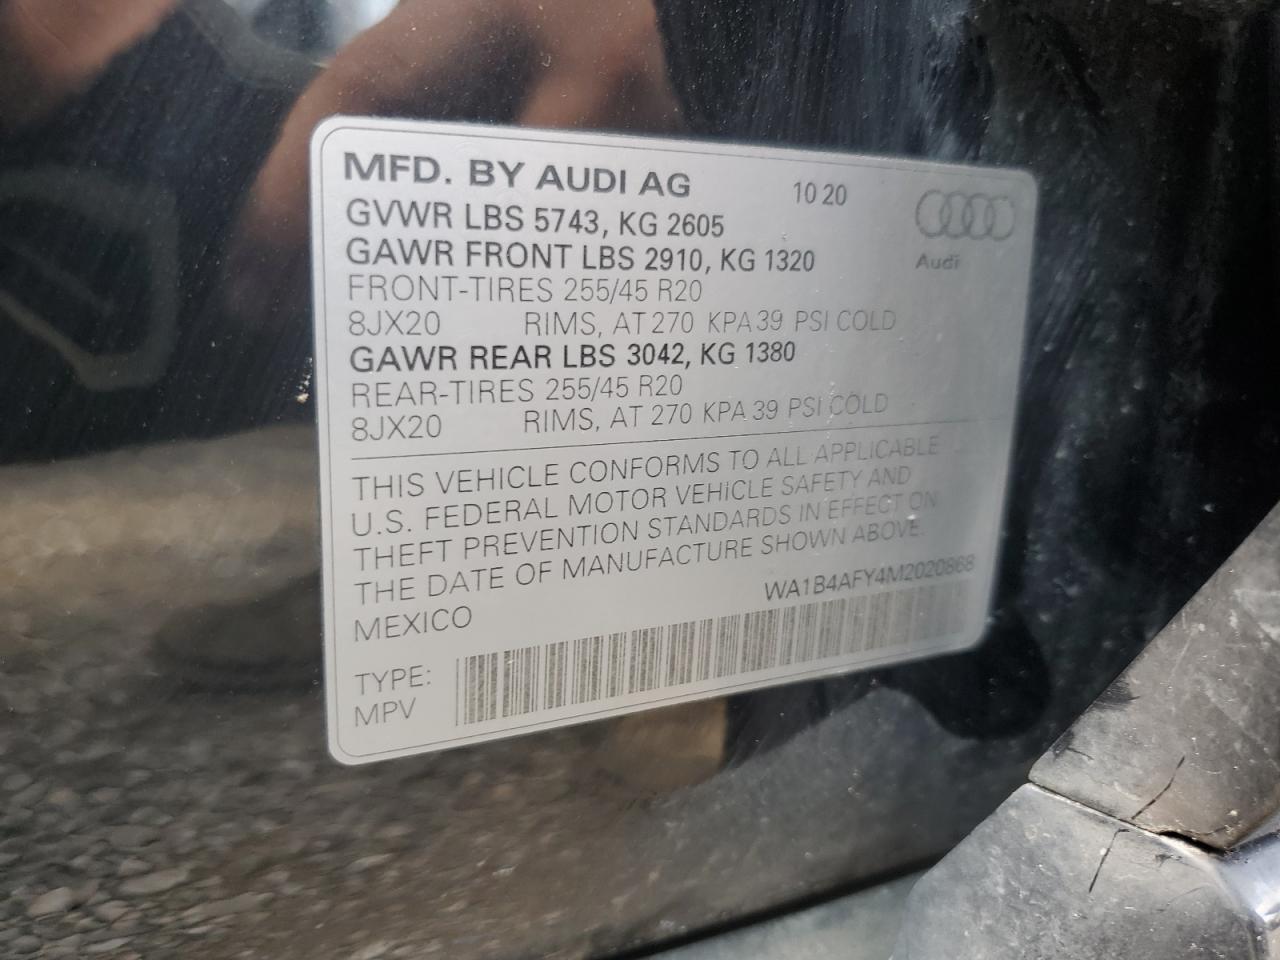 MFD. BY AUDI AG 10 20
GVWR LBS 5743, KG 2605
GAWR FRONT LBS 2910, KG 1320
Audi
FRONT-TIRES 255/45 R20
8JX20 RIMS, AT 270 KPA 39 PSI COLD
GAWR REAR LBS 3042, KG 1380
REAR-TIRES 255/45 R20
8JX20 RIMS, AT 270 KPA 39 PSI COLD
THIS VEHICLE CONFORMS TO ALL APPLICABLE
U.S. FEDERAL MOTOR VEHICLE SAFETY AND
THEFT PREVENTION STANDARDS IN EFFECT ON
THE DATE OF MANUFACTURE SHOWN ABOVE.
WA1B4AFY4M2020868
MEXICO
TYPE:
MPV